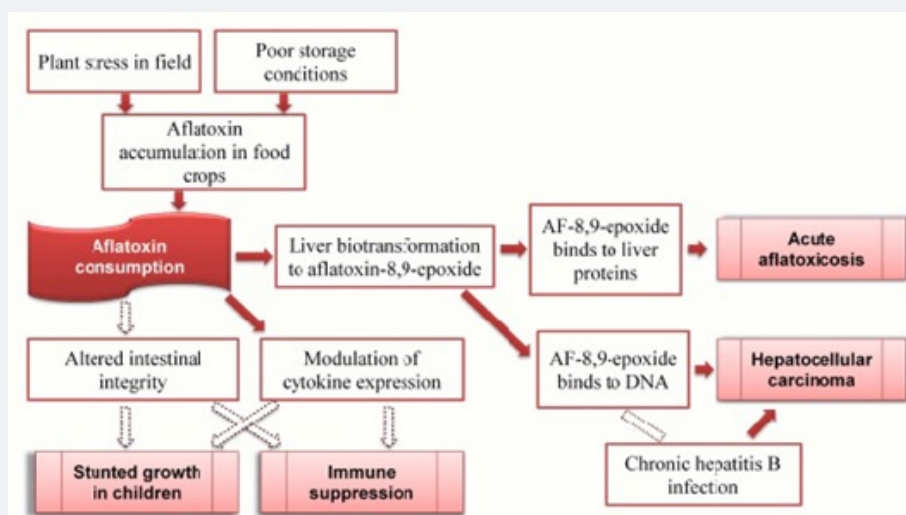 Plant stress in field
Poor storage
conditions
Aflatoxin
accumulation in food
crops
Aflatoxin
consumption
Liver biotransformation
to aflatoxin-8,9-epoxide
AF-8,9-epoxide
binds to liver
proteins
Acute
aflatoxicosis
Altered intestinal
integrity
Modulation of
cytokine expression
AF-8,9-epoxide
binds to DNA
Hepatocellular
carcinoma
Stunted growth
in children
Immune
suppression
Chronic hepatitis B
infection